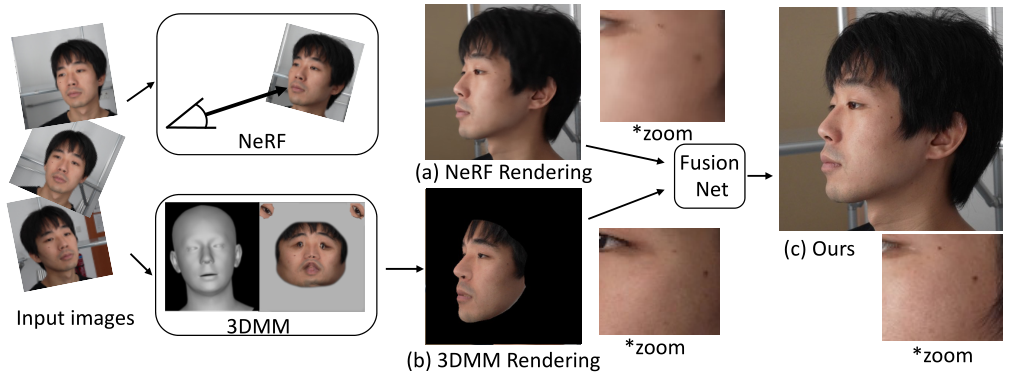 Input images
NeRF
3DMM
(a) NeRF Rendering
*zoom
(b) 3DMM Rendering
*zoom
Fusion
Net
(c) Ours
*zoom